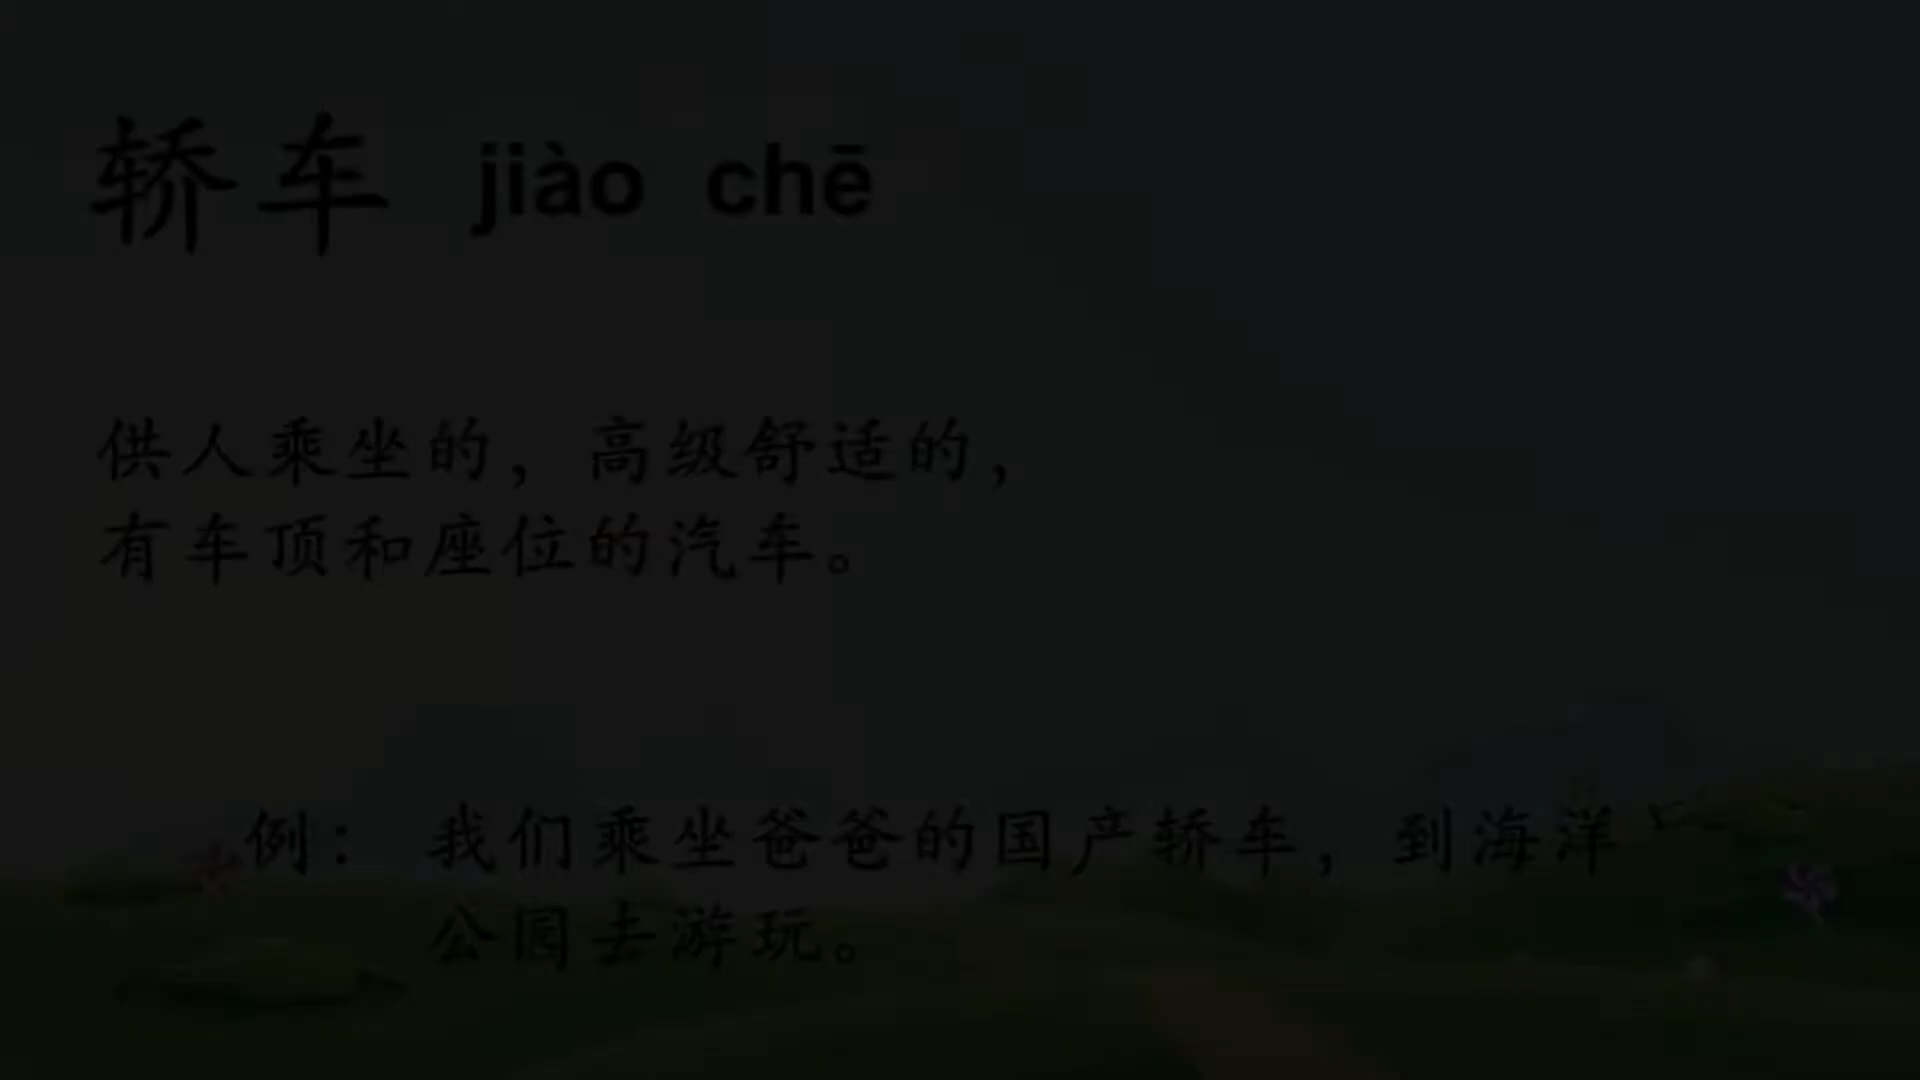 轿车 jiào chē
供人乘坐的，高级舒适的，
有车顶和座位的汽车。
例： 我们乘坐爸爸的国产轿车，到海洋
公园去游玩。